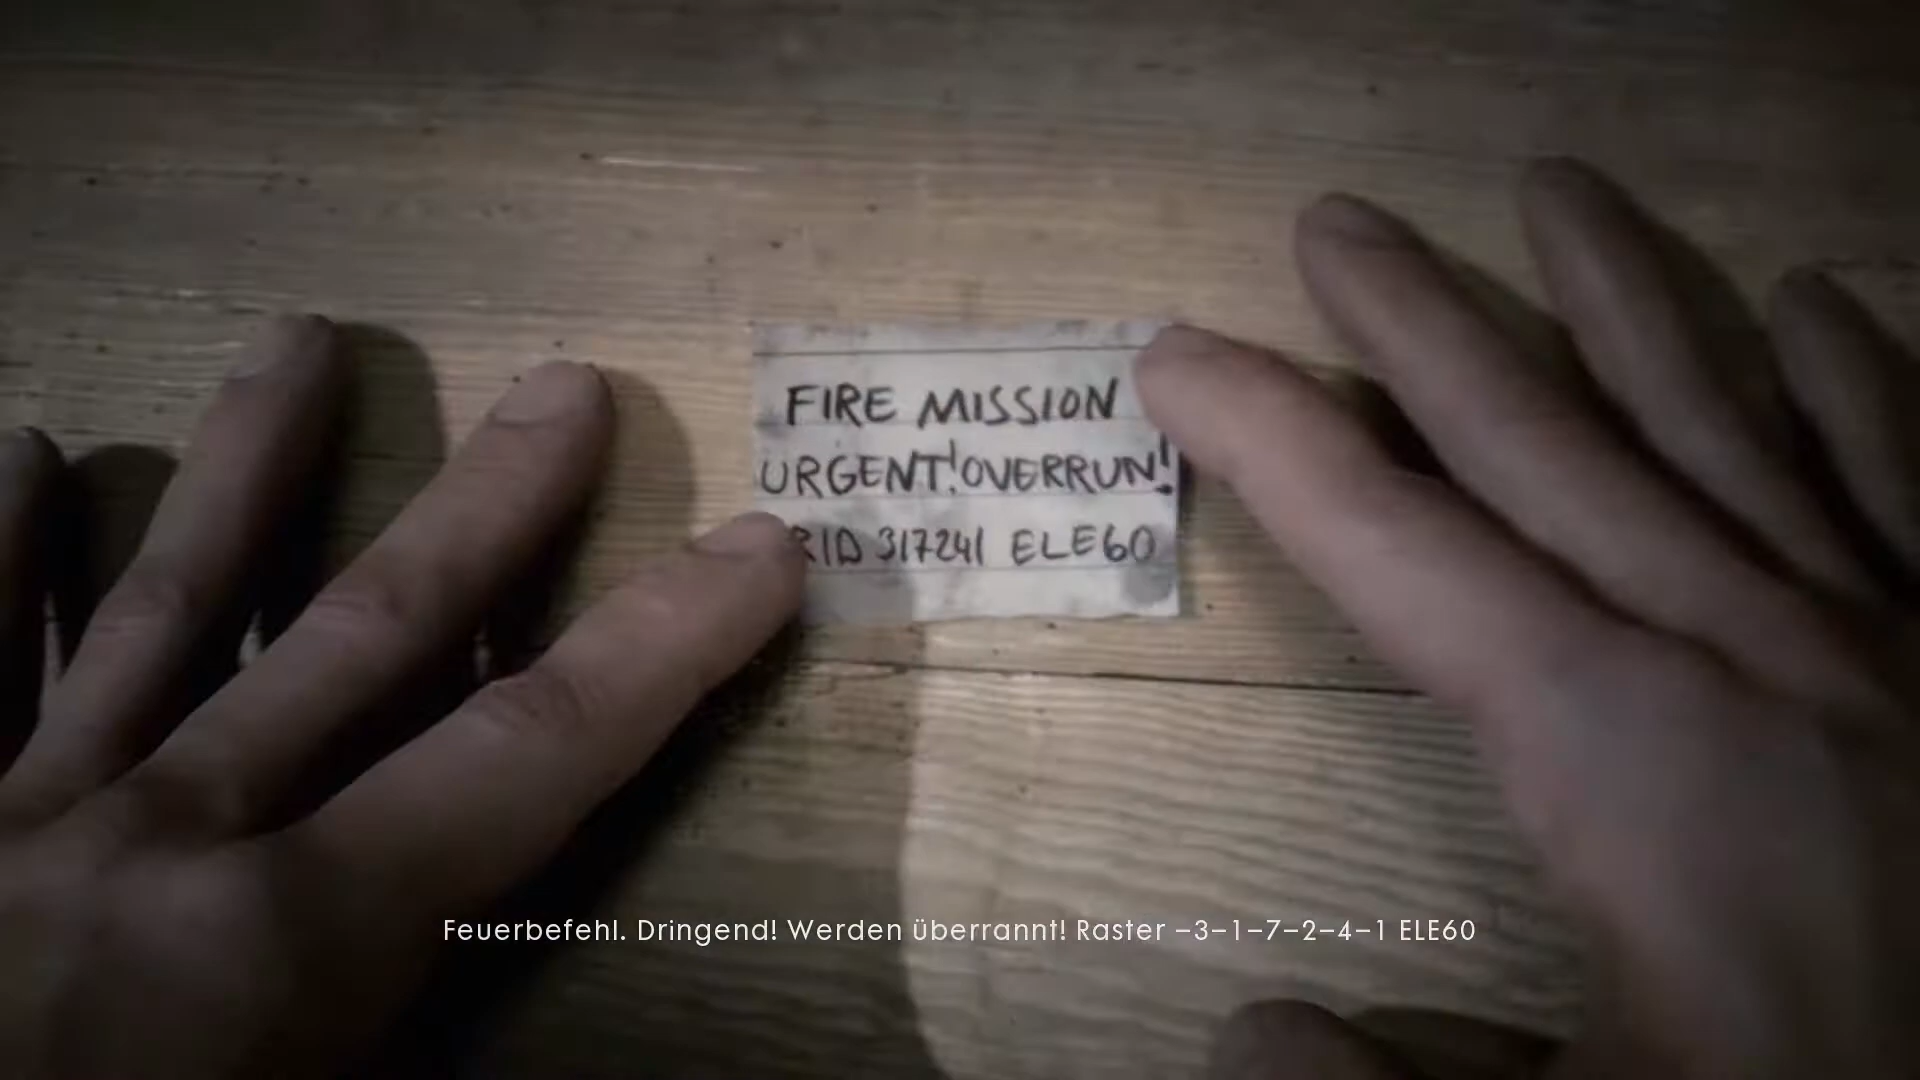 FIRE MISSION
URGENT! OVERRUN!
RID 317241 ELE60
Feuerbefehl. Dringend! Werden überrannt! Raster –3–1–7–2–4–1 ELE60